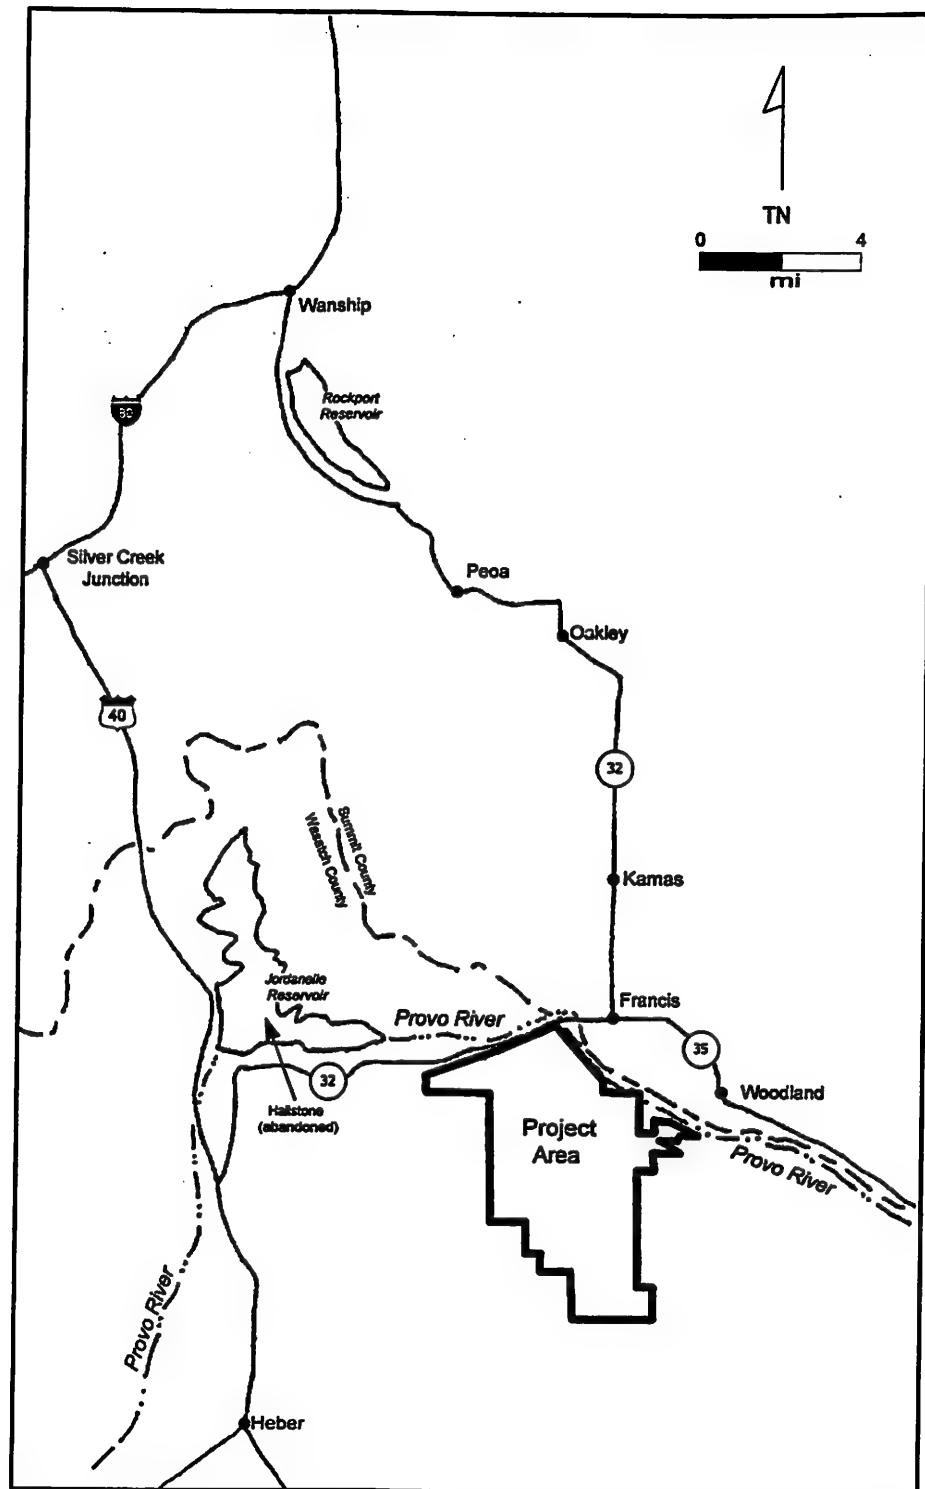 TN
0 4
mi
Wanship
Rockport
Reservoir
80
Silver Creek
Junction
Peoa
Oakley
40
32
Summit County
Wasatch County
Kamas
Jordanelle
Reservoir
Provo River
Francis
35
32
Woodland
Hailstone
(abandoned)
Project
Area
Provo River
Provo River
Heber